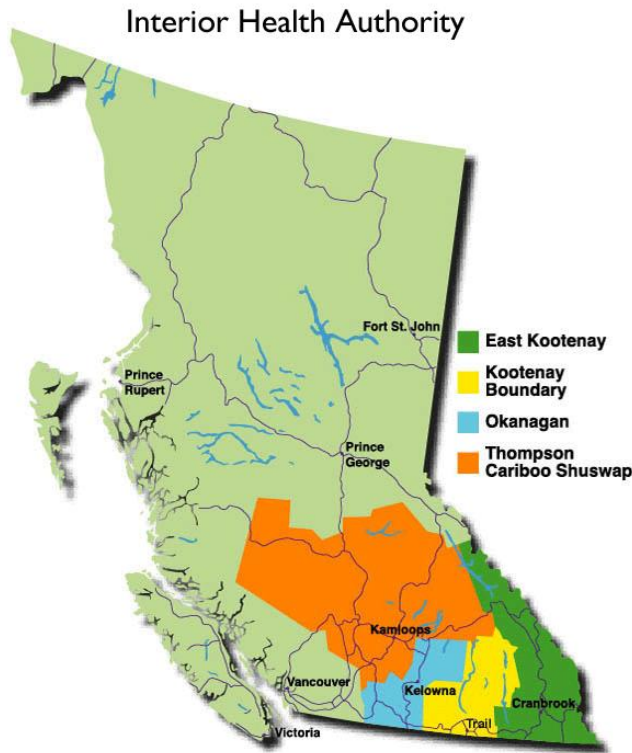 Interior Health Authority
Fort St. John
East Kootenay
Kootenay
Boundary
Okanagan
Thompson
Cariboo Shuswap
Prince
Rupert
Prince
George
Kamloops
Vancouver
Kelowna
Cranbrook
Trail
Victoria